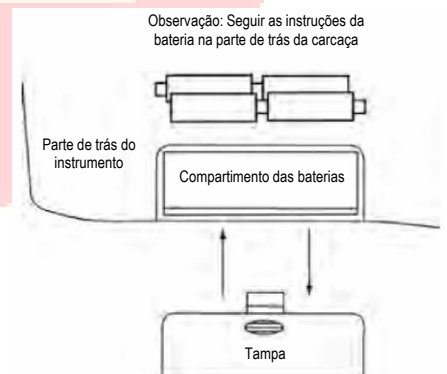 Observação: Seguir as instruções da
bateria na parte de trás da carcaça
Parte de trás do
instrumento
Compartimento das baterias
Tampa